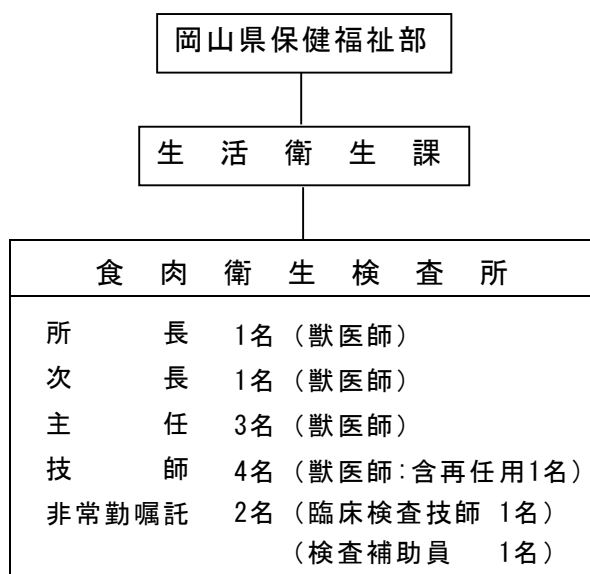 岡山県保健福祉部
生活衛生課
食肉衛生検査所
所長 1名 (獣医師)
次長 1名 (獣医師)
主任 3名 (獣医師)
技師 4名 (獣医師:含再任用1名)
非常勤嘱託 2名 (臨床検査技師 1名)
(検査補助員 1名)